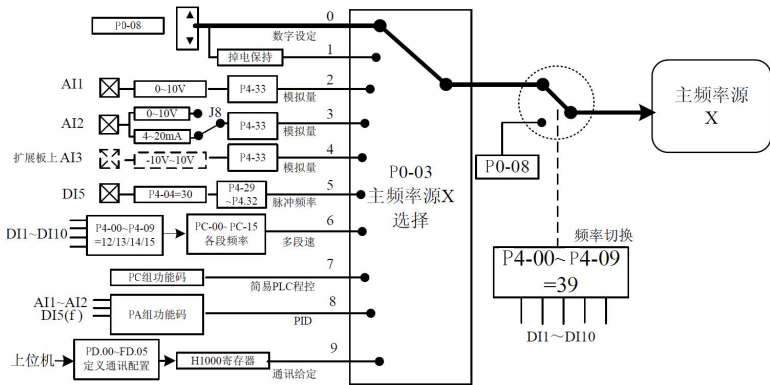 P0-08
▲
▼
0
数字设定
掉电保持
1
AI1
0~10V
P4-33
2
模拟量
AI2
0~10V
4~20mA
J8
P4-33
3
模拟量
扩展板上AI3
-10V~10V
P4-33
4
模拟量
DI5
P4-04=30
P4-29
~P4.32
5
脉冲频率
DI1~DI10
P4-00~P4-09
=12/13/14/15
PC-00~PC-15
各段频率
6
多段速
PC组功能码
7
简易PLC程控
AI1~AI2
DI5(f)
PA组功能码
8
PID
上位机
PD.00~FD.05
定义通讯配置
H1000寄存器
9
通讯给定
P0-03
主频率源X
选择
P0-08
主频率源
X
频率切换
P4-00~P4-09
=39
DI1~DI10